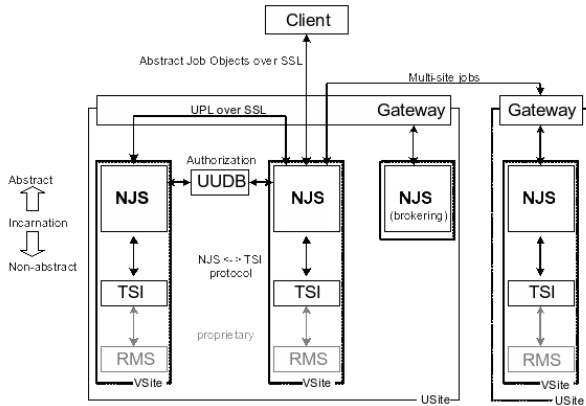 Client
Abstract Job Objects over SSL
Multi-site jobs
Gateway
Gateway
UPL over SSL
Authorization
UUDB
NJS
NJS
NJS
(brokering)
NJS
Abstract
Incarnation
Non-abstract
NJS <-> TSI
protocol
TSI
TSI
TSI
proprietary
RMS
RMS
RMS
VSite
VSite
VSite
USite
USite